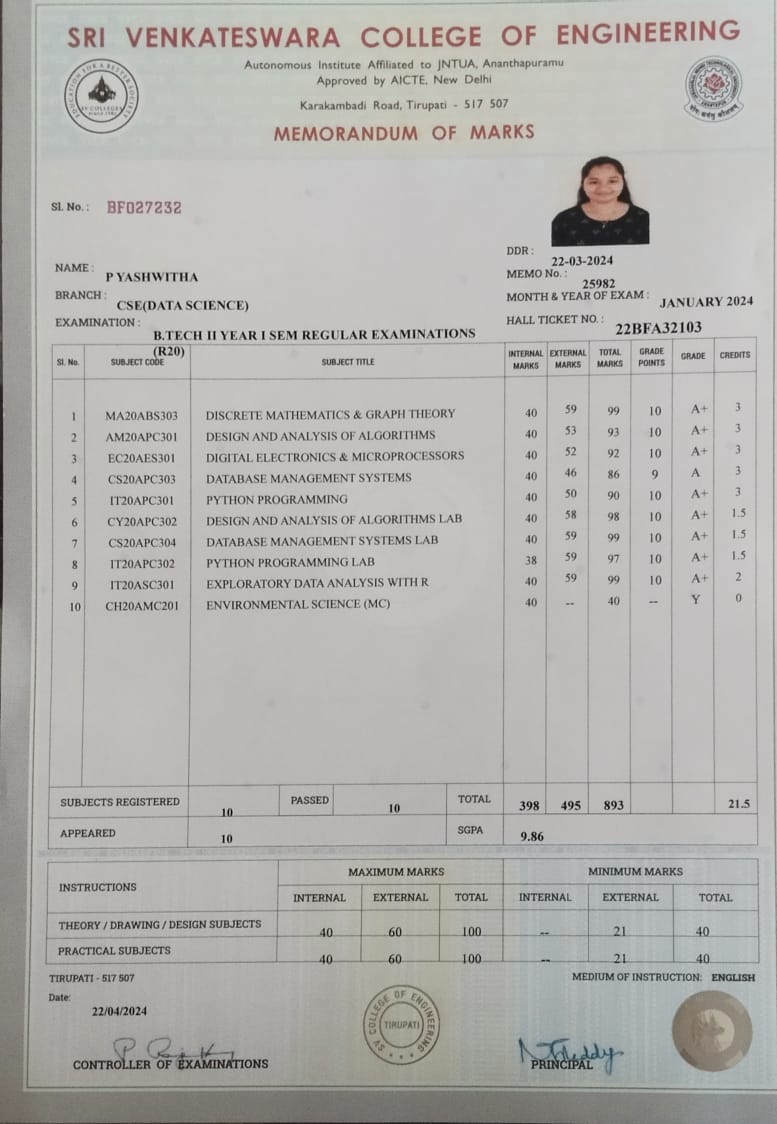 SRI VENKATESWARA COLLEGE OF ENGINEERING
Autonomous Institute Affiliated to JNTUA, Ananthapuramu
Approved by AICTE, New Delhi
Karakambadi Road, Tirupati - 517 507
MEMORANDUM OF MARKS
EDUCATION FOR A BETTER SOCIETY
SV COLLEGES
SINCE 1982
Sl. No. : BF027232
DDR : 22-03-2024
NAME : P YASHWITHA
MEMO No. : 25982
BRANCH : CSE(DATA SCIENCE)
MONTH & YEAR OF EXAM : JANUARY 2024
EXAMINATION : B.TECH II YEAR I SEM REGULAR EXAMINATIONS (R20)
HALL TICKET NO. : 22BFA32103
Sl. No. SUBJECT CODE SUBJECT TITLE INTERNAL MARKS EXTERNAL MARKS TOTAL MARKS GRADE POINTS GRADE CREDITS
1 MA20ABS303 DISCRETE MATHEMATICS & GRAPH THEORY 40 59 99 10 A+ 3
2 AM20APC301 DESIGN AND ANALYSIS OF ALGORITHMS 40 53 93 10 A+ 3
3 EC20AES301 DIGITAL ELECTRONICS & MICROPROCESSORS 40 52 92 10 A+ 3
4 CS20APC303 DATABASE MANAGEMENT SYSTEMS 40 46 86 9 A 3
5 IT20APC301 PYTHON PROGRAMMING 40 50 90 10 A+ 3
6 CY20APC302 DESIGN AND ANALYSIS OF ALGORITHMS LAB 40 58 98 10 A+ 1.5
7 CS20APC304 DATABASE MANAGEMENT SYSTEMS LAB 40 59 99 10 A+ 1.5
8 IT20APC302 PYTHON PROGRAMMING LAB 38 59 97 10 A+ 1.5
9 IT20ASC301 EXPLORATORY DATA ANALYSIS WITH R 40 59 99 10 A+ 2
10 CH20AMC201 ENVIRONMENTAL SCIENCE (MC) 40 -- 40 -- Y 0
SUBJECTS REGISTERED 10 PASSED 10 TOTAL 398 495 893 21.5
APPEARED 10 SGPA 9.86
INSTRUCTIONS MAXIMUM MARKS MINIMUM MARKS
INTERNAL EXTERNAL TOTAL INTERNAL EXTERNAL TOTAL
THEORY / DRAWING / DESIGN SUBJECTS 40 60 100 -- 21 40
PRACTICAL SUBJECTS 40 60 100 -- 21 40
TIRUPATI - 517 507
MEDIUM OF INSTRUCTION: ENGLISH
Date:
22/04/2024
SV COLLEGE OF ENGINEERING
TIRUPATI
CONTROLLER OF EXAMINATIONS
PRINCIPAL